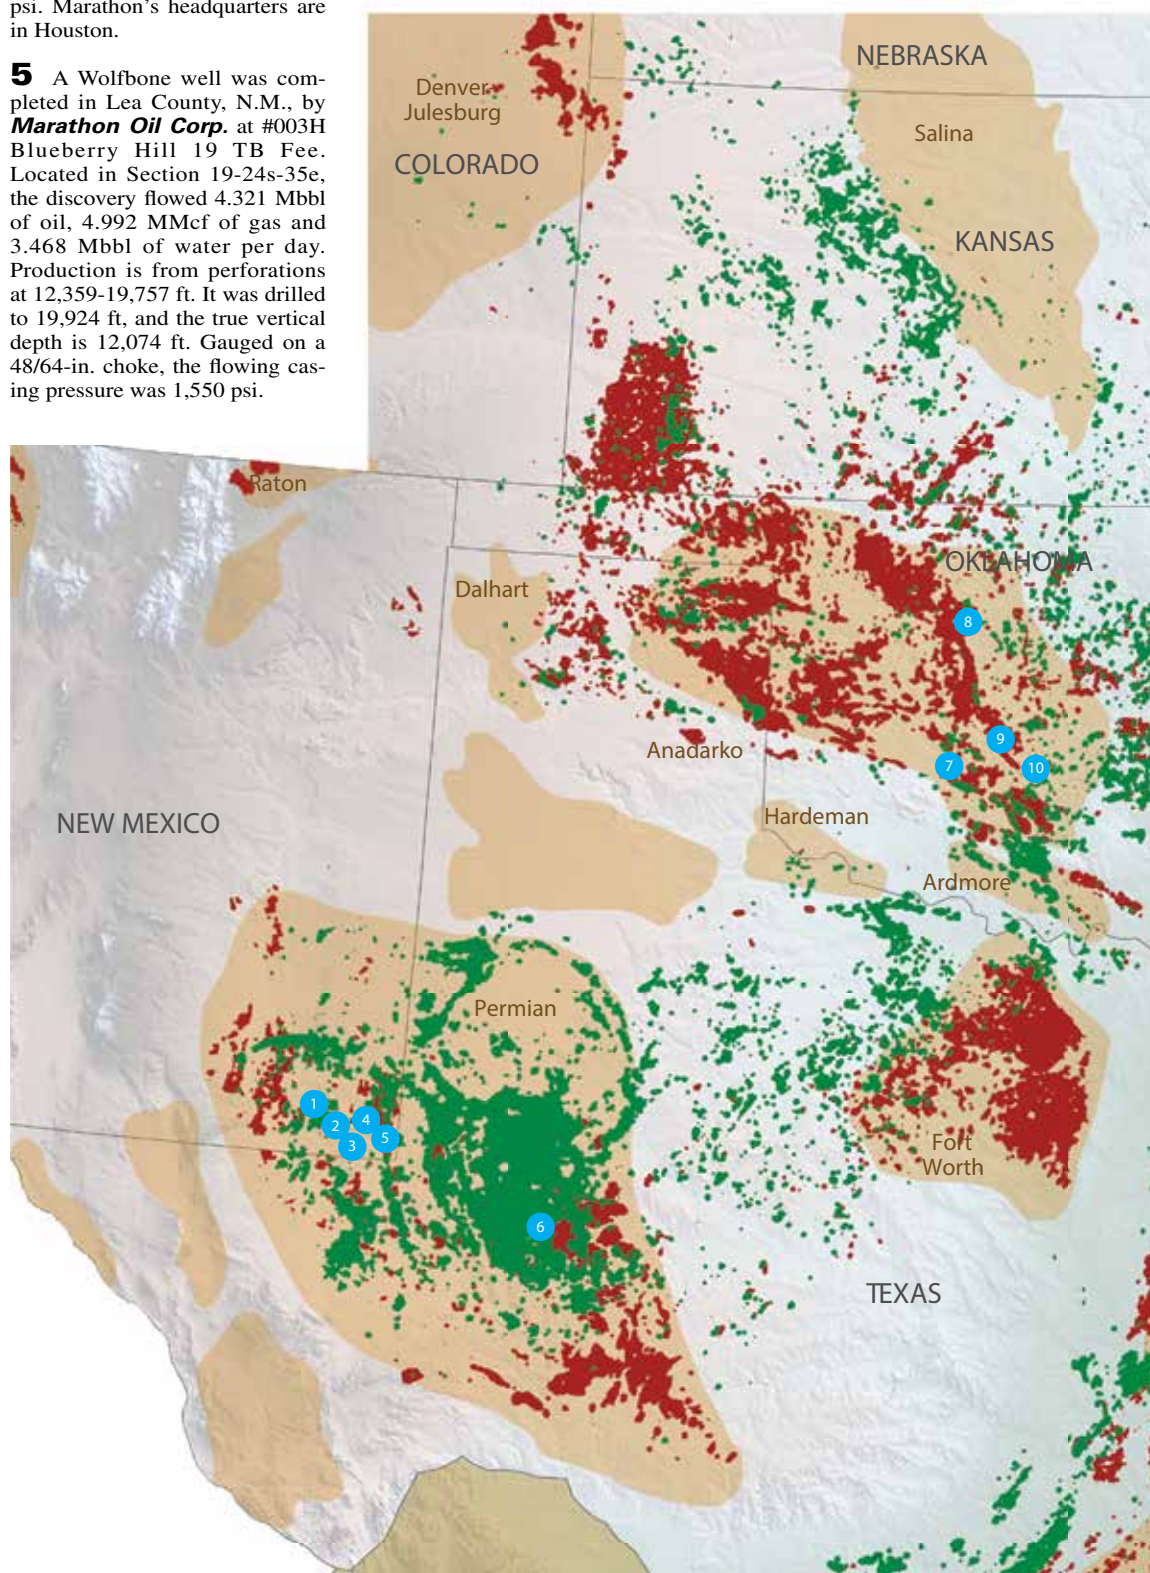 psi. Marathon's headquarters are
in Houston.
5 A Wolfbone well was com-
pleted in Lea County, N.M., by
Marathon Oil Corp. at #003H
Blueberry Hill 19 TB Fee.
Located in Section 19-24s-35e,
the discovery flowed 4.321 Mbbl
of oil, 4.992 MMcf of gas and
3.468 Mbbl of water per day.
Production is from perforations
at 12,359-19,757 ft. It was drilled
to 19,924 ft, and the true vertical
depth is 12,074 ft. Gauged on a
48/64-in. choke, the flowing cas-
ing pressure was 1,550 psi.
NEBRASKA
Denver-
Julesburg
Salina
COLORADO
KANSAS
Raton
OKLAHOMA
Dalhart
8
9
Anadarko
7
10
NEW MEXICO
Hardeman
Ardmore
Permian
1
2
4
3
5
Fort
Worth
6
TEXAS